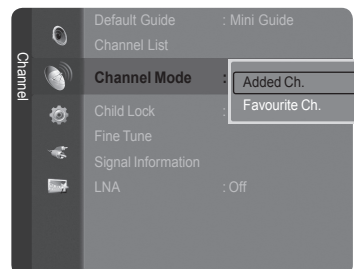 Channel
Default Guide : Mini Guide
Channel List
Channel Mode :
Added Ch.
Favourite Ch.
Child Lock :
Fine Tune
Signal Information
LNA : Off